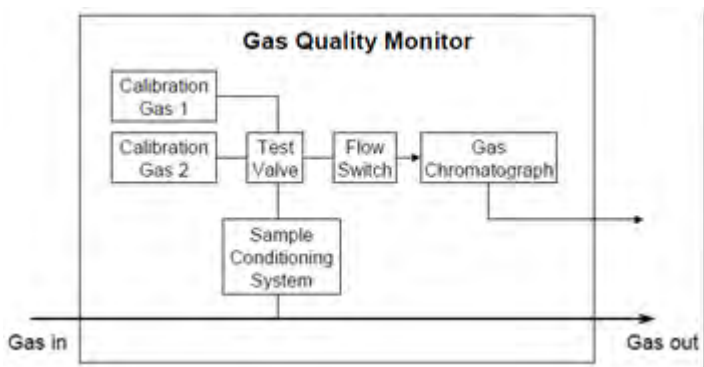 Gas Quality Monitor
Calibration
Gas 1
Calibration
Gas 2
Test
Valve
Flow
Switch
Gas
Chromatograph
Sample
Conditioning
System
Gas in
Gas out